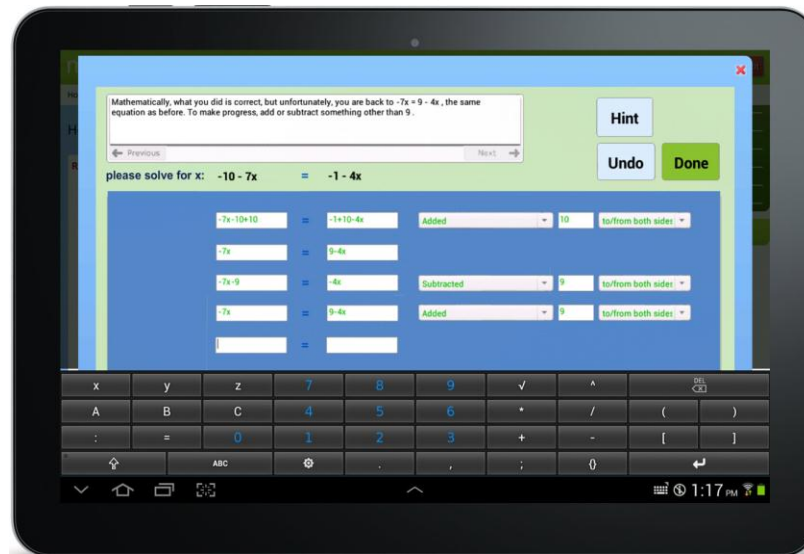 Mathematically, what you did is correct, but unfortunately, you are back to -7x = 9 - 4x , the same
equation as before. To make progress, add or subtract something other than 9 .
Hint
Previous Next
Undo Done
please solve for x: -10 - 7x = -1 - 4x
-7x-10+10 = -1+10-4x Added 10 to/from both sides
-7x = 9-4x
-7x-9 = -4x Subtracted 9 to/from both sides
-7x = 9-4x Added 9 to/from both sides
=
x y z 7 8 9 √ ^ DEL
A B C 4 5 6 * / ( )
: = 0 1 2 3 + - [ ]
ABC . , ; {}
1:17 PM